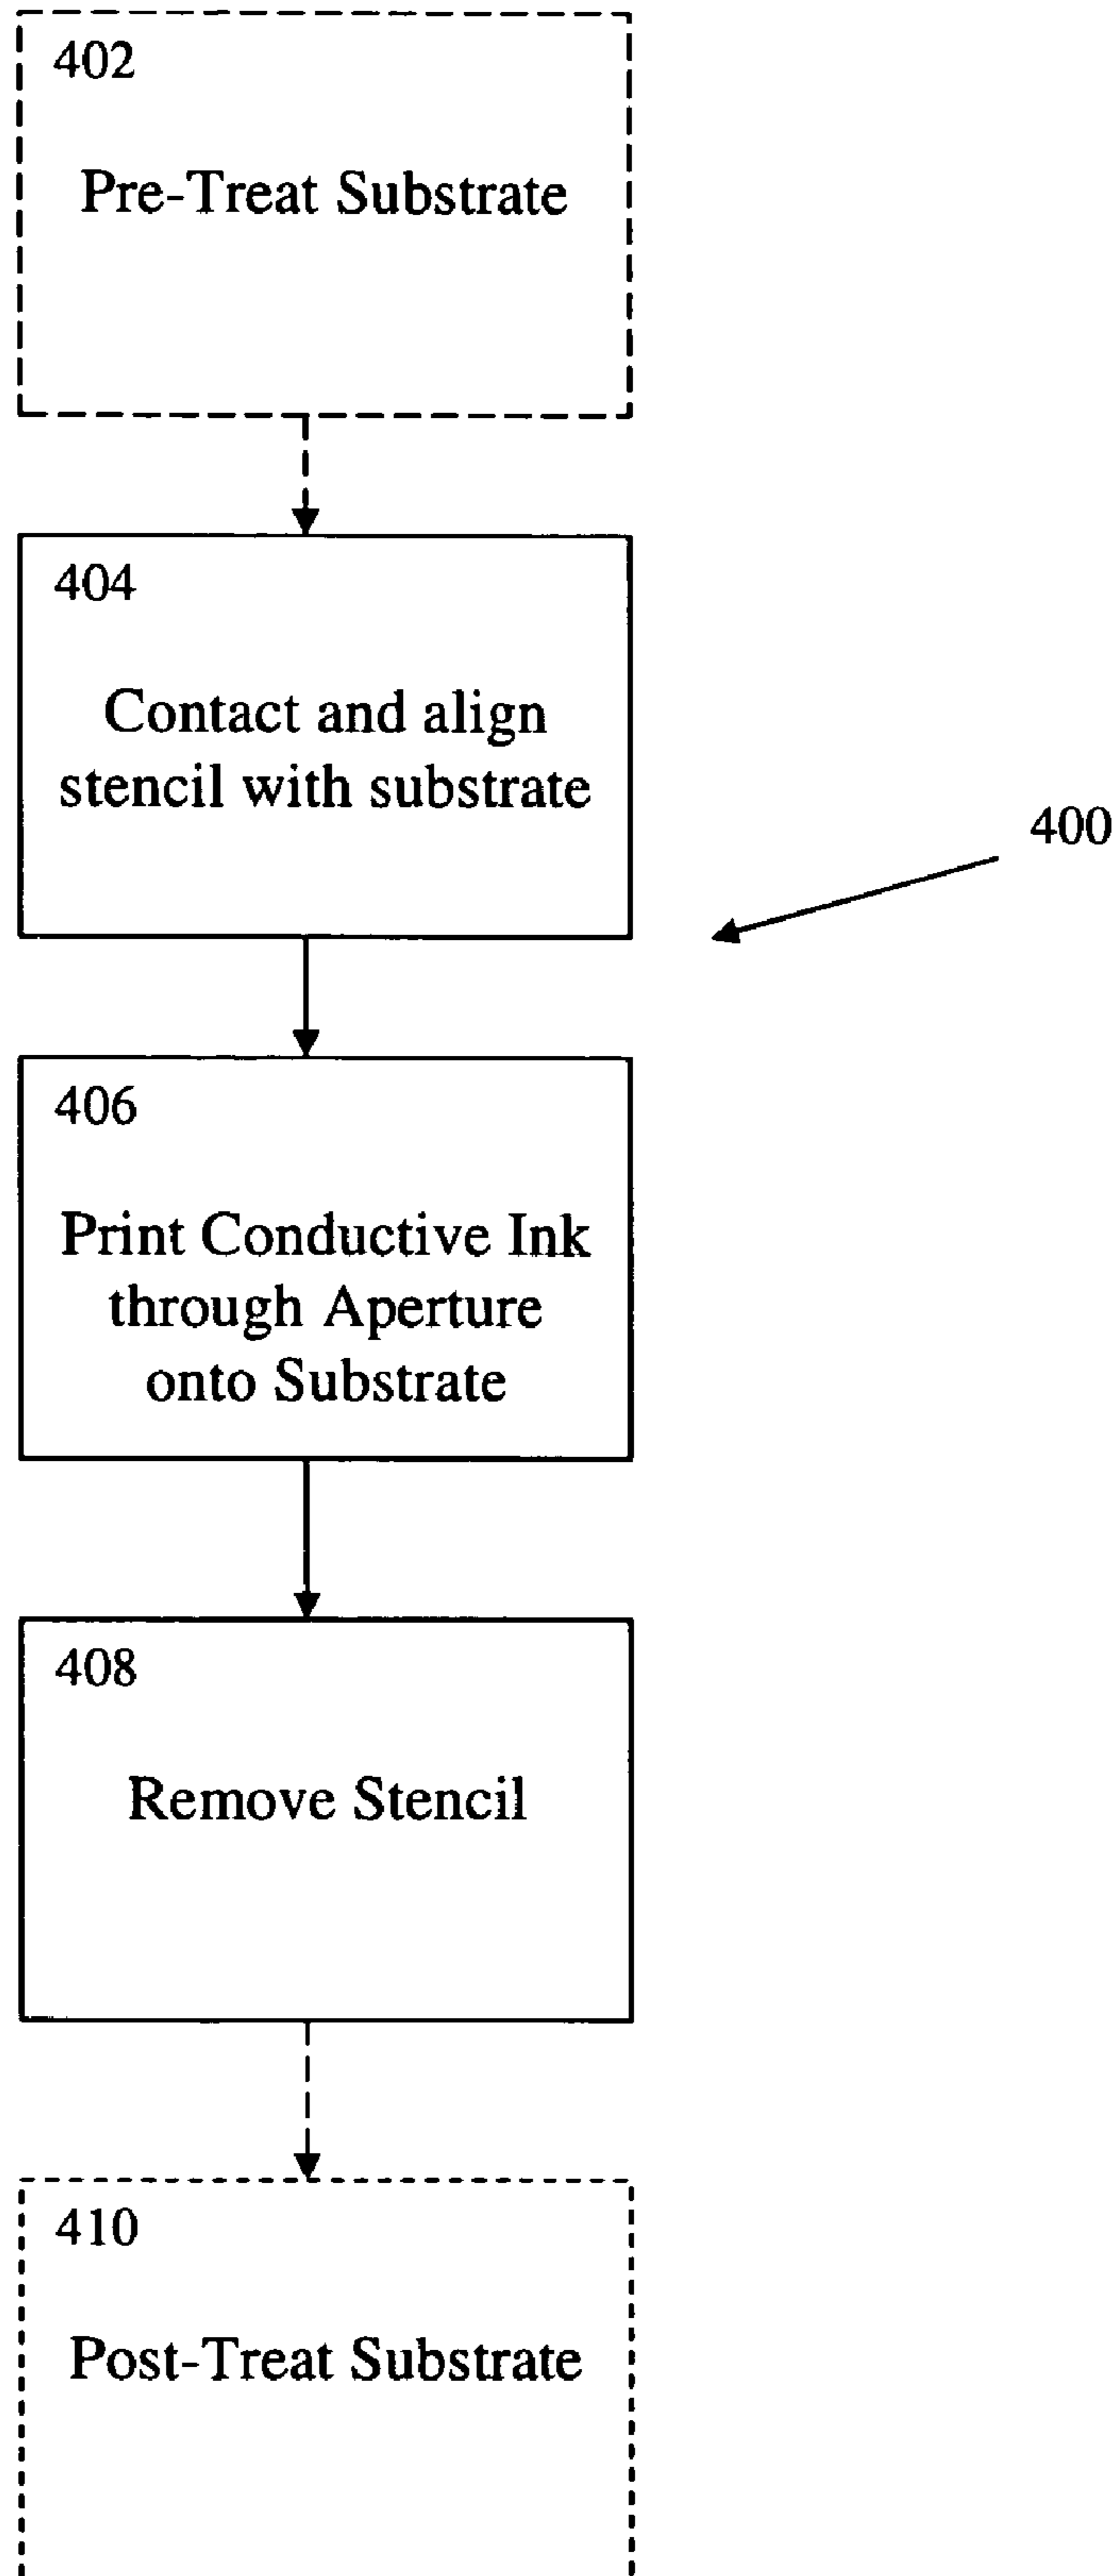 402
Pre-Treat Substrate
404
Contact and align
stencil with substrate
400
406
Print Conductive Ink
through Aperture
onto Substrate
408
Remove Stencil
410
Post-Treat Substrate